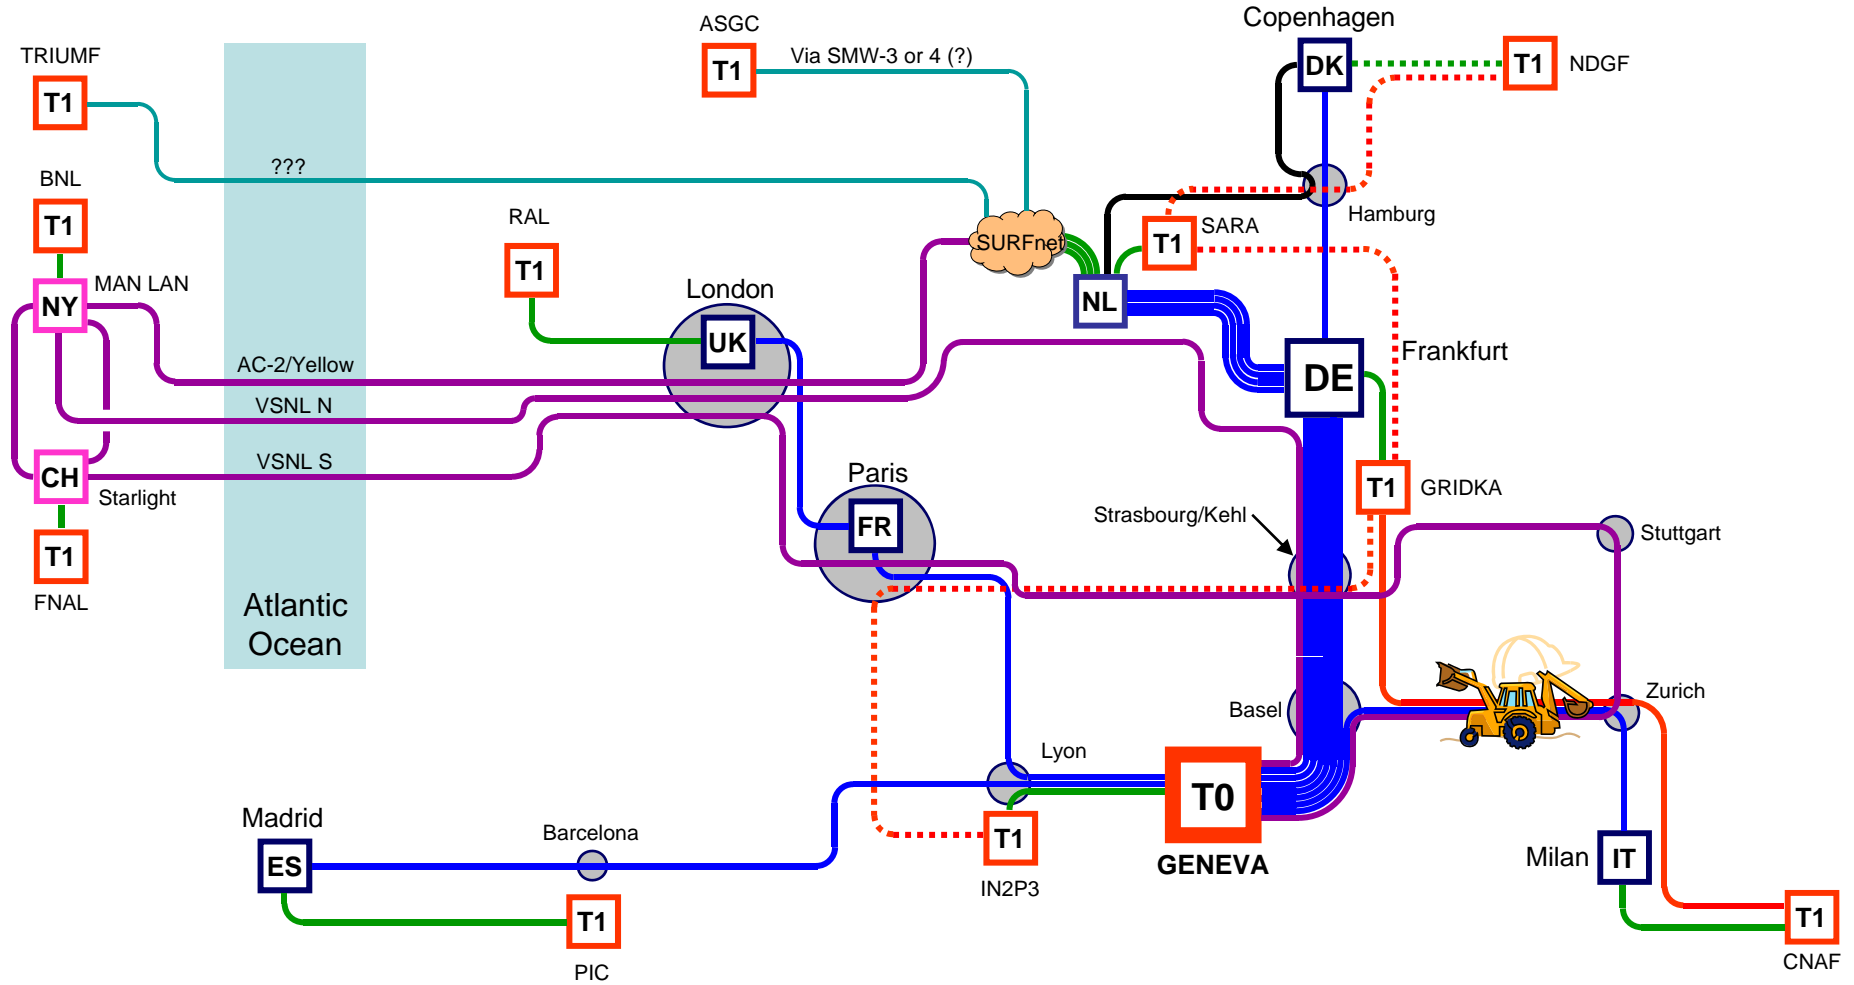 Copenhagen
ASGC
TRIUMF
Via SMW-3 or 4 (?)
T1
DK
T1
NDGF
T1
???
BNL
RAL
Hamburg
T1
SARA
T1
SURFnet
T1
MAN LAN
London
NY
NL
UK
Frankfurt
AC-2/Yellow
DE
VSNL N
VSNL S
Paris
CH
Starlight
T1
GRIDKA
Strasbourg/Kehl
FR
Stuttgart
T1
FNAL
Atlantic
Ocean
Zurich
Basel
Lyon
T0
Madrid
Barcelona
T1
GENEVA
Milan
IT
ES
IN2P3
T1
T1
PIC
CNAF